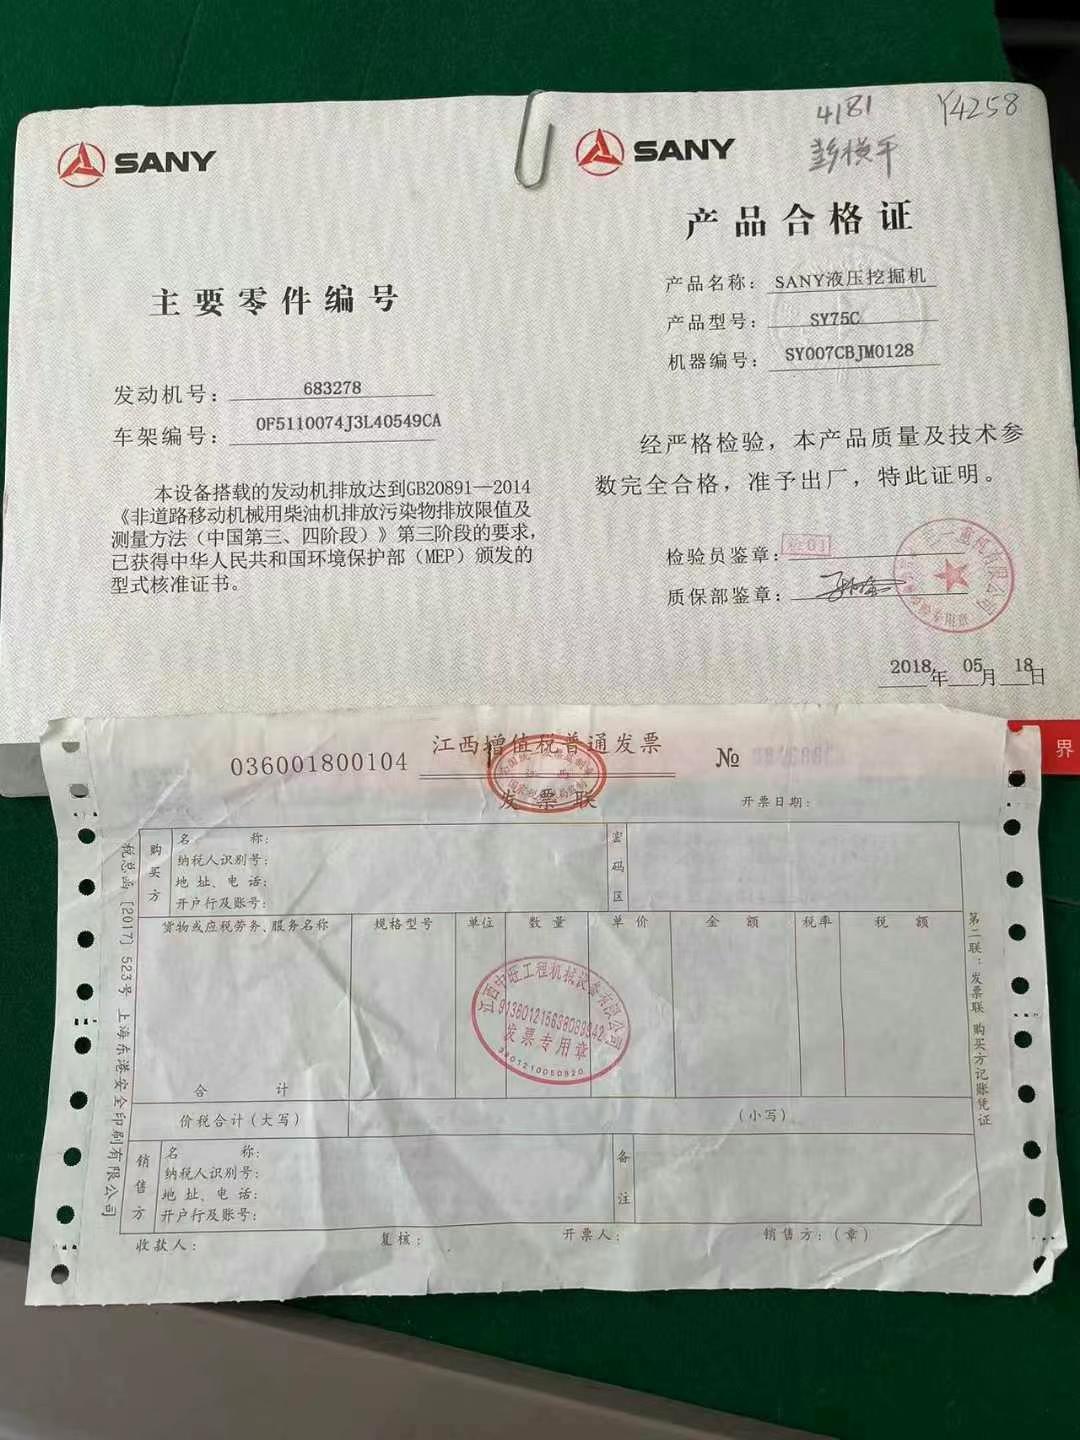 SANY
主要零件编号
发动机号： 683278
车架编号： 0F5110074J3L40549CA
本设备搭载的发动机排放达到GB20891—2014
《非道路移动机械用柴油机排放污染物排放限值及
测量方法（中国第三、四阶段）》第三阶段的要求，
已获得中华人民共和国环境保护部（MEP）颁发的
型式核准证书。
4181
Y4258
彭横平
SANY
产品合格证
产品名称： SANY液压挖掘机
产品型号： SY75C
机器编号： SY007CBJM0128
经严格检验，本产品质量及技术参
数完全合格，准予出厂，特此证明。
检验员鉴章：
质保部鉴章：
2018年 05月 18日
界
036001800104
江西增值税普通发票
发票联
№
开票日期：
购买方
名 称：
纳税人识别号：
地 址、电 话：
开户行及账号：
密码区
货物或应税劳务、服务名称 规格型号 单位 数 量 单 价 金 额 税率 税 额
江西中旺工程机械设备有限公司
发票专用章
3601210050920
合 计
价税合计（大写） （小写）
销售方
名 称：
纳税人识别号：
地 址、电 话：
开户行及账号：
备注
收款人： 复核： 开票人： 销售方：（章）
税总函［2017］523号 上海东港安全印刷有限公司
第二联：发票联 购买方记账凭证